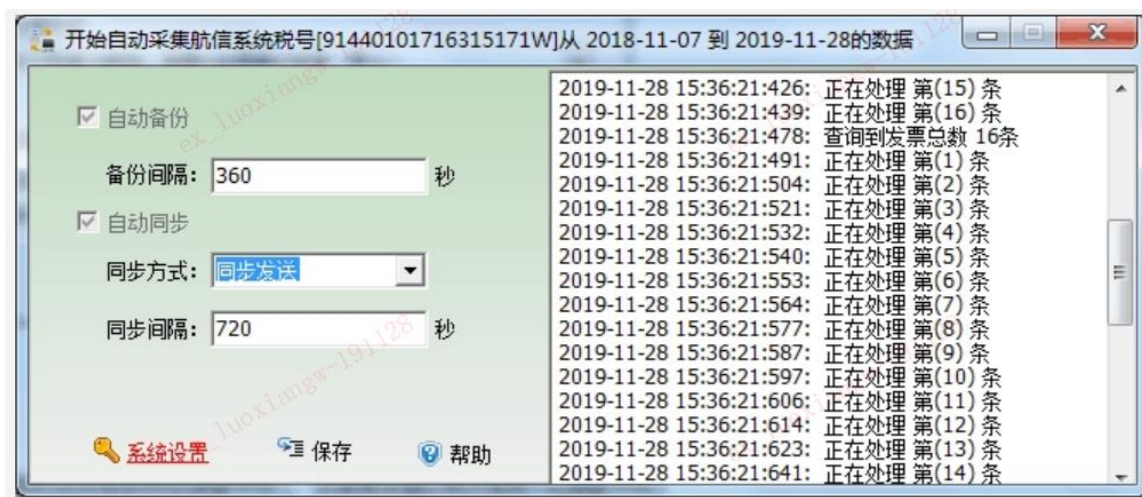 开始自动采集航信系统税号[91440101716315171W]从 2018-11-07 到 2019-11-28的数据
自动备份
备份间隔: 360 秒
自动同步
同步方式: 同步发送
同步间隔: 720 秒
系统设置 保存 帮助
2019-11-28 15:36:21:426: 正在处理 第(15) 条
2019-11-28 15:36:21:439: 正在处理 第(16) 条
2019-11-28 15:36:21:478: 查询到发票总数 16条
2019-11-28 15:36:21:491: 正在处理 第(1) 条
2019-11-28 15:36:21:504: 正在处理 第(2) 条
2019-11-28 15:36:21:521: 正在处理 第(3) 条
2019-11-28 15:36:21:532: 正在处理 第(4) 条
2019-11-28 15:36:21:540: 正在处理 第(5) 条
2019-11-28 15:36:21:553: 正在处理 第(6) 条
2019-11-28 15:36:21:564: 正在处理 第(7) 条
2019-11-28 15:36:21:577: 正在处理 第(8) 条
2019-11-28 15:36:21:587: 正在处理 第(9) 条
2019-11-28 15:36:21:597: 正在处理 第(10) 条
2019-11-28 15:36:21:606: 正在处理 第(11) 条
2019-11-28 15:36:21:614: 正在处理 第(12) 条
2019-11-28 15:36:21:623: 正在处理 第(13) 条
2019-11-28 15:36:21:641: 正在处理 第(14) 条
ex_luoxiangw-191128